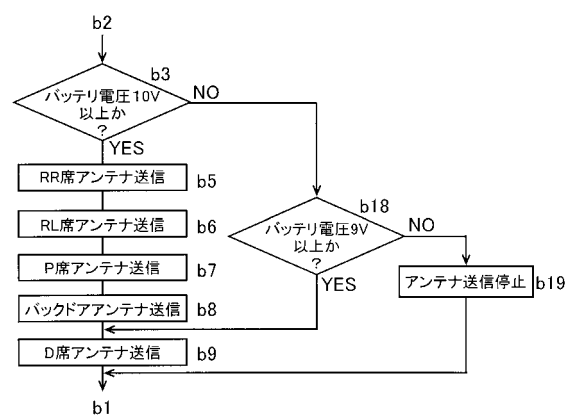 b2
b3
バッテリ電圧10V
以上か
?
NO
YES
RR席アンテナ送信
b5
b18
RL席アンテナ送信
b6
バッテリ電圧9V
以上か
?
NO
YES
P席アンテナ送信
b7
アンテナ送信停止
b19
バックドアアンテナ送信
b8
D席アンテナ送信
b9
b1